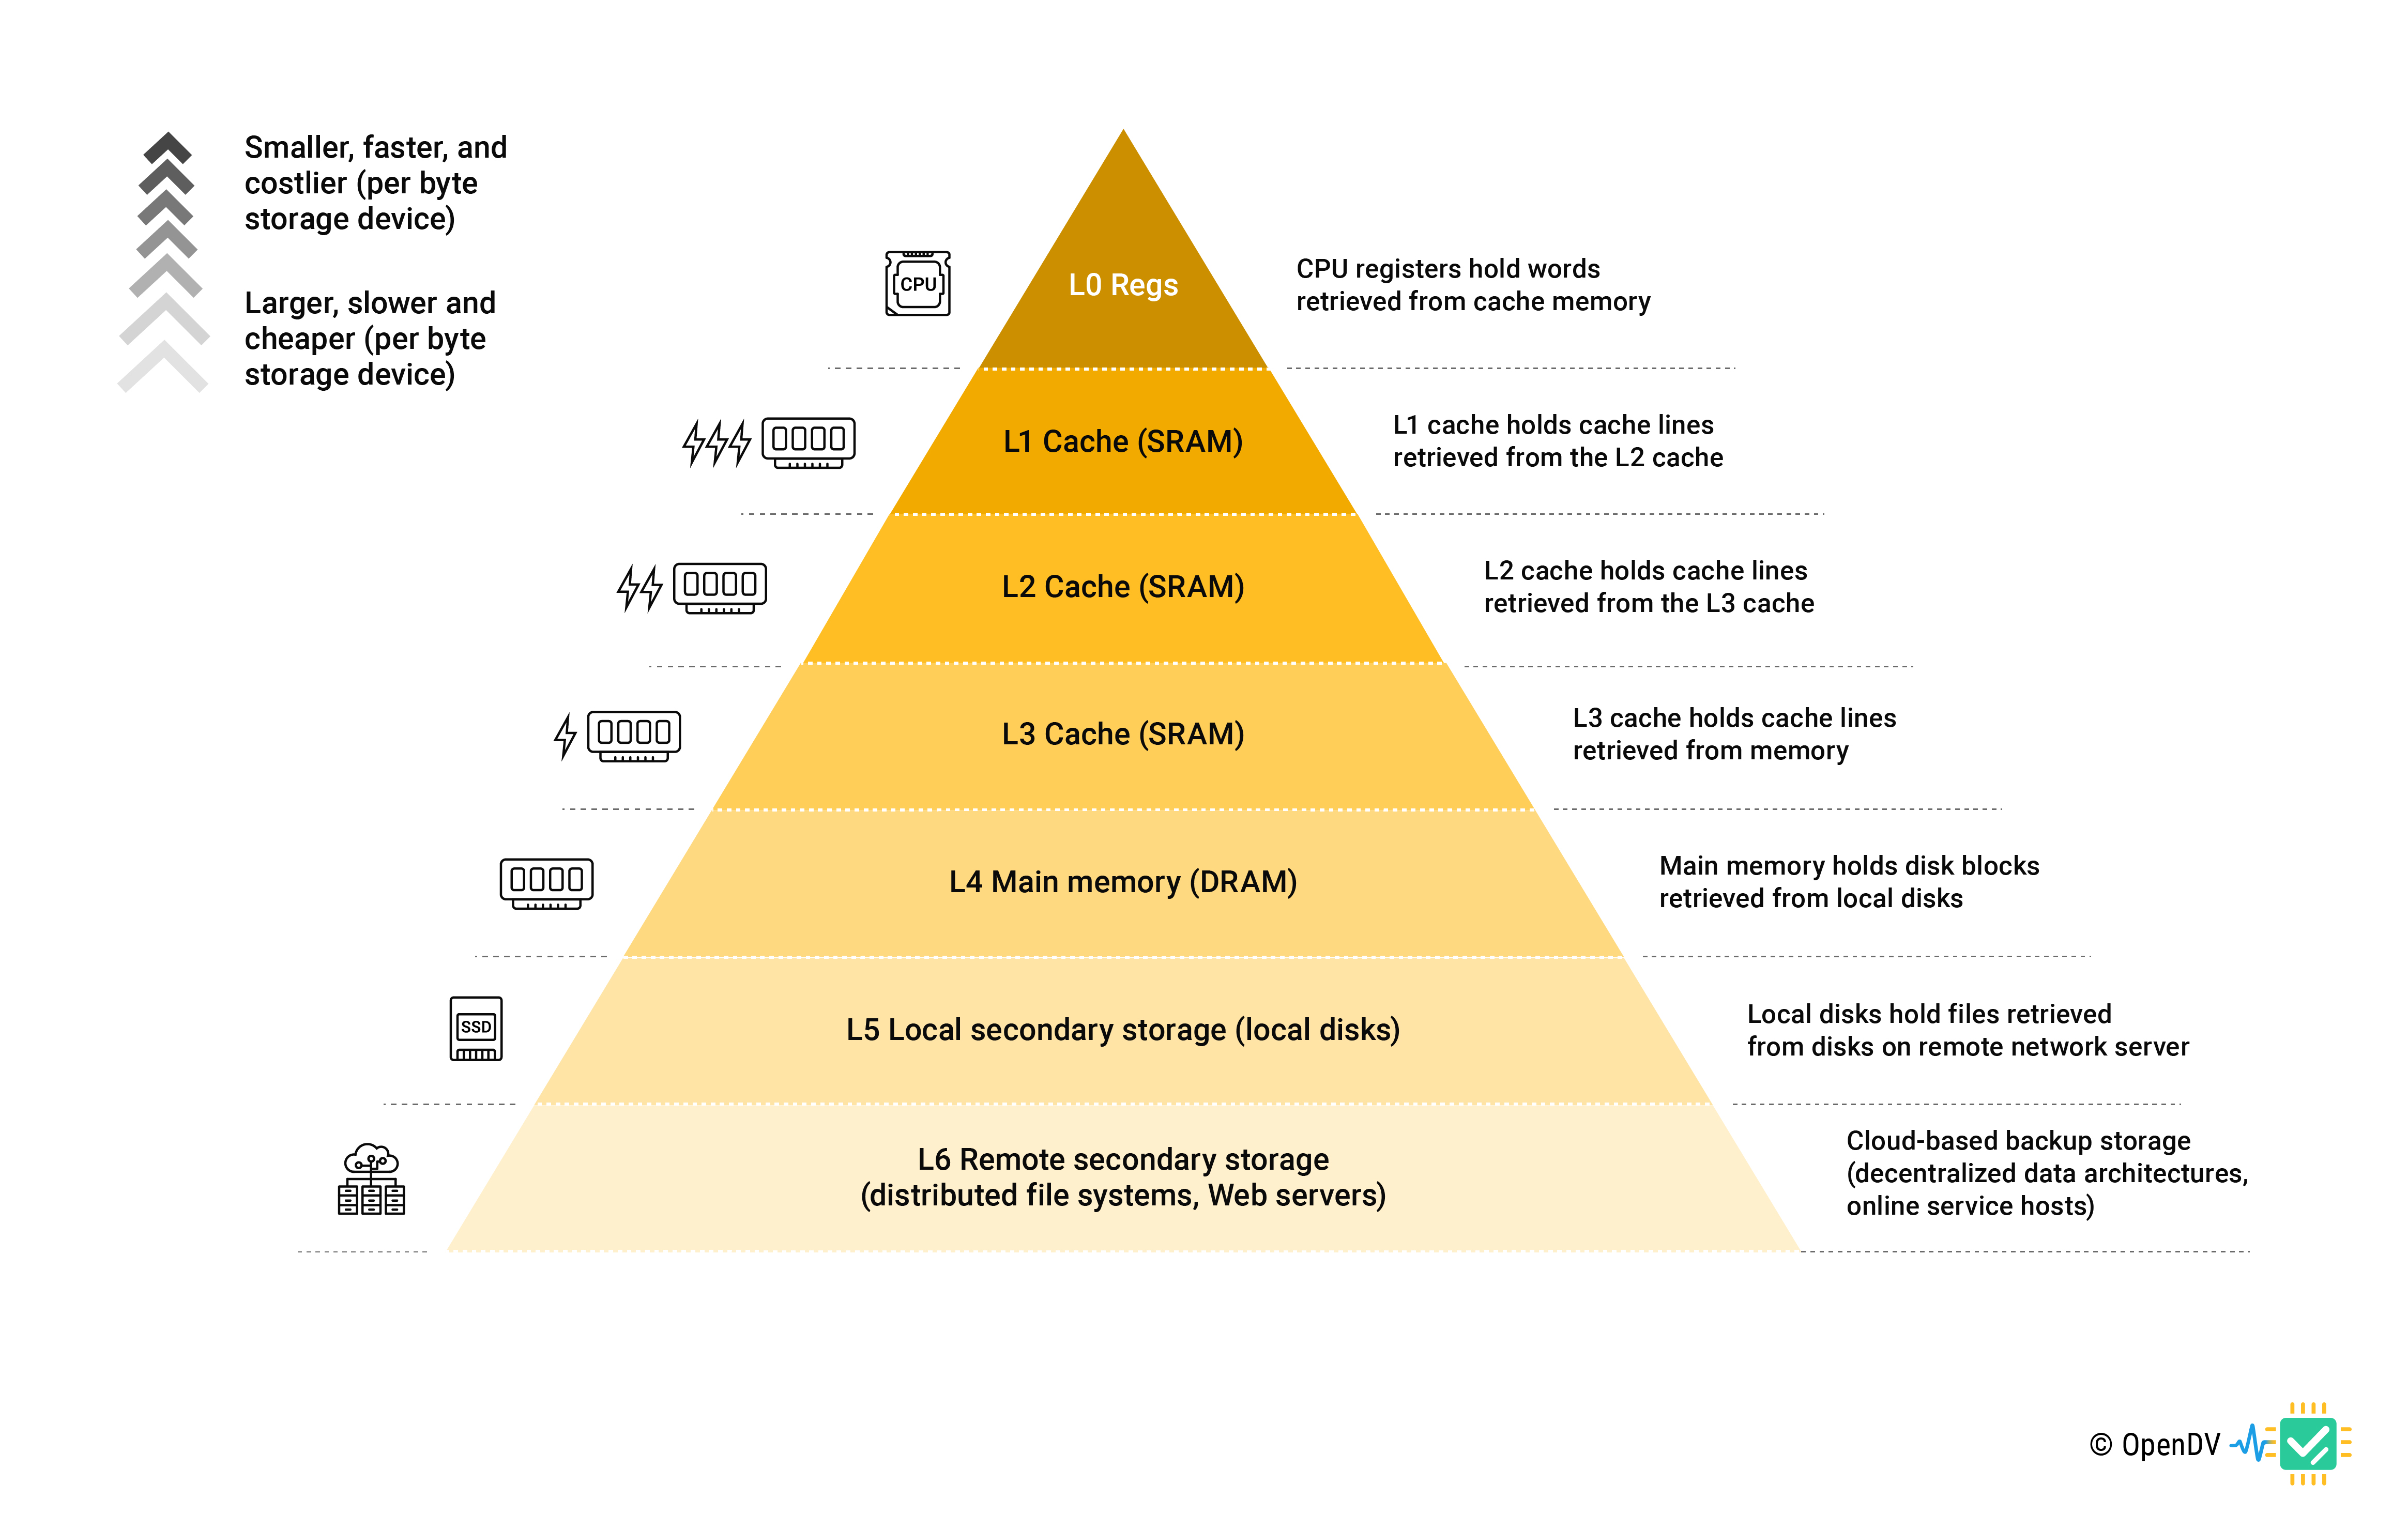 Smaller, faster, and
costlier (per byte
storage device)
Larger, slower and
cheaper (per byte
storage device)
CPU
L0 Regs
CPU registers hold words
retrieved from cache memory
L1 Cache (SRAM)
L1 cache holds cache lines
retrieved from the L2 cache
L2 Cache (SRAM)
L2 cache holds cache lines
retrieved from the L3 cache
L3 Cache (SRAM)
L3 cache holds cache lines
retrieved from memory
L4 Main memory (DRAM)
Main memory holds disk blocks
retrieved from local disks
SSD
L5 Local secondary storage (local disks)
Local disks hold files retrieved
from disks on remote network server
L6 Remote secondary storage
(distributed file systems, Web servers)
Cloud-based backup storage
(decentralized data architectures,
online service hosts)
© OpenDV